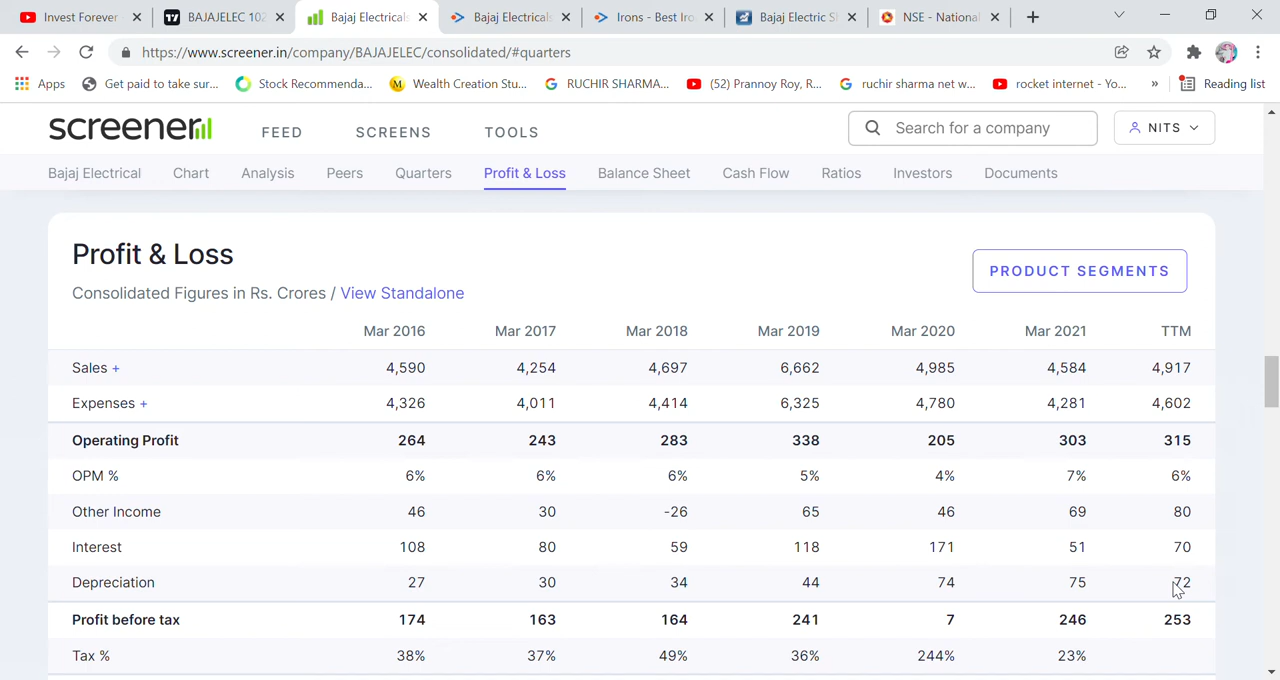 Invest Forever
BAJAJELEC 102
Bajaj Electricals
Bajaj Electricals
Irons - Best Iro
Bajaj Electric S
NSE - National
https://www.screener.in/company/BAJAJELEC/consolidated/#quarters
Apps
Get paid to take sur...
Stock Recommenda...
Wealth Creation Stu...
RUCHIR SHARMA...
(52) Prannoy Roy, R...
ruchir sharma net w...
rocket internet - Yo...
»
Reading list
screener
FEED
SCREENS
TOOLS
Search for a company
NITS
Bajaj Electrical
Chart
Analysis
Peers
Quarters
Profit & Loss
Balance Sheet
Cash Flow
Ratios
Investors
Documents
Profit & Loss
PRODUCT SEGMENTS
Consolidated Figures in Rs. Crores / View Standalone
Mar 2016 Mar 2017 Mar 2018 Mar 2019 Mar 2020 Mar 2021 TTM
Sales + 4,590 4,254 4,697 6,662 4,985 4,584 4,917
Expenses + 4,326 4,011 4,414 6,325 4,780 4,281 4,602
Operating Profit 264 243 283 338 205 303 315
OPM % 6% 6% 6% 5% 4% 7% 6%
Other Income 46 30 -26 65 46 69 80
Interest 108 80 59 118 171 51 70
Depreciation 27 30 34 44 74 75 72
Profit before tax 174 163 164 241 7 246 253
Tax % 38% 37% 49% 36% 244% 23%